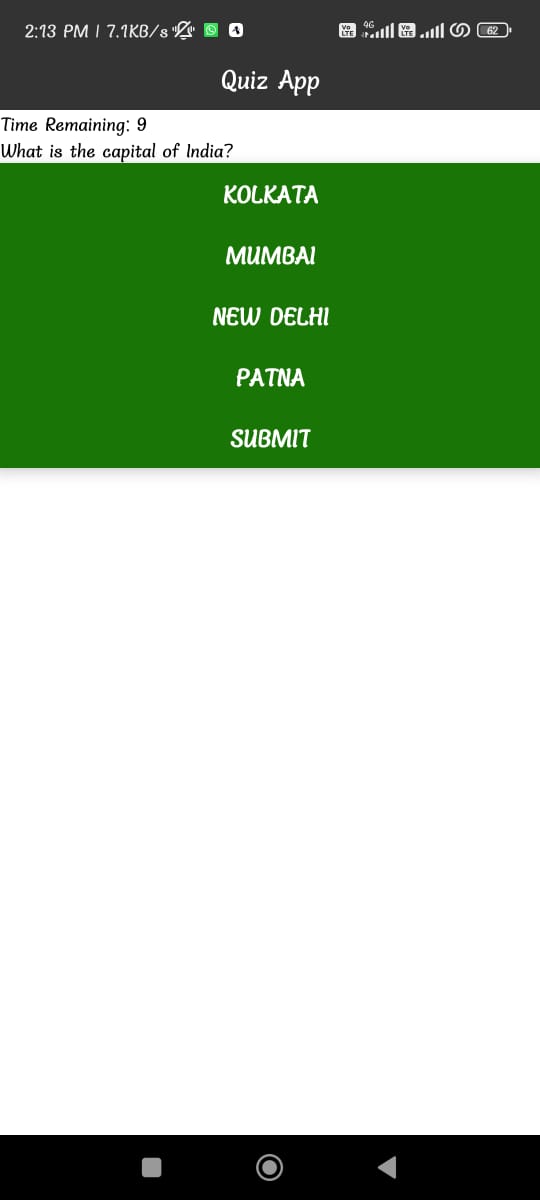 2:13 PM | 7.1KB/s Vo LTE 4G Vo LTE 62
Quiz App
Time Remaining: 9
What is the capital of India?
KOLKATA
MUMBAI
NEW DELHI
PATNA
SUBMIT